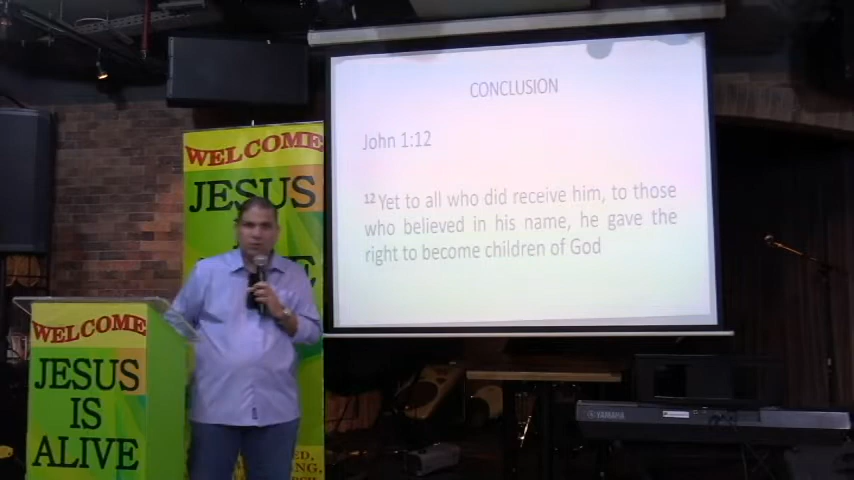 CONCLUSION
John 1:12
12 Yet to all who did receive him, to those
who believed in his name, he gave the
right to become children of God
WELCOME
JESUS
WELCOME
JESUS
IS
ALIVE
YAMAHA